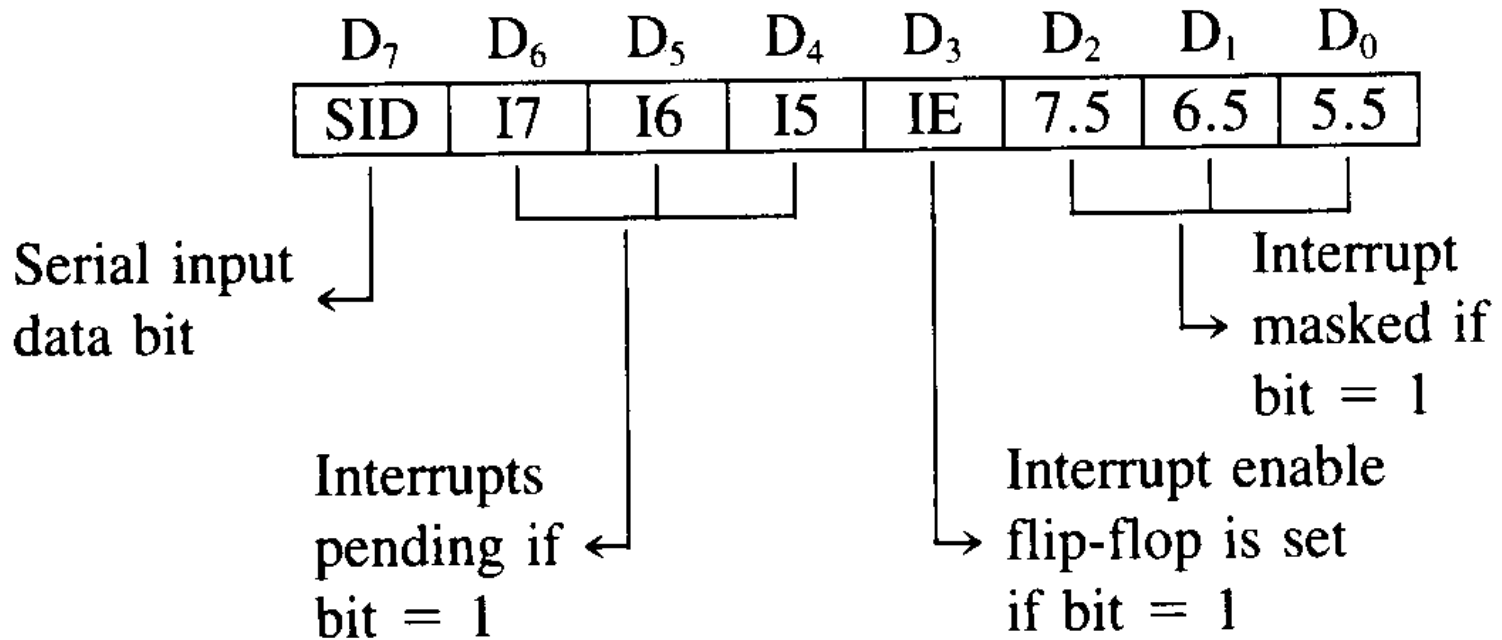 D₇ D₆ D₅ D₄ D₃ D₂ D₁ D₀
SID I7 I6 I5 IE 7.5 6.5 5.5
Serial input
data bit
Interrupts
pending if
bit = 1
Interrupt enable
flip-flop is set
if bit = 1
Interrupt
masked if
bit = 1